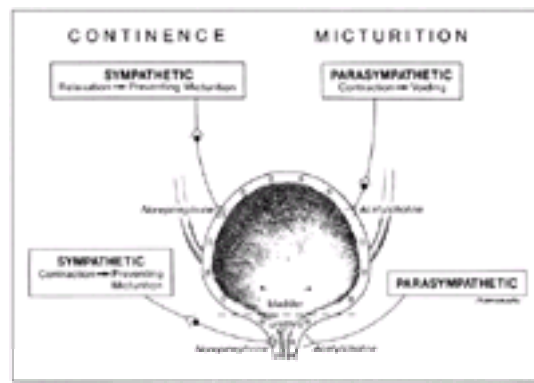 CONTINENCE
MICTURITION
SYMPATHETIC
Relaxation ➞ Preventing Micturition
PARASYMPATHETIC
Contraction ➞ Voiding
Norepinephrine
Acetylcholine
SYMPATHETIC
Contraction ➞ Preventing
Micturition
PARASYMPATHETIC
bladder
Norepinephrine
Acetylcholine